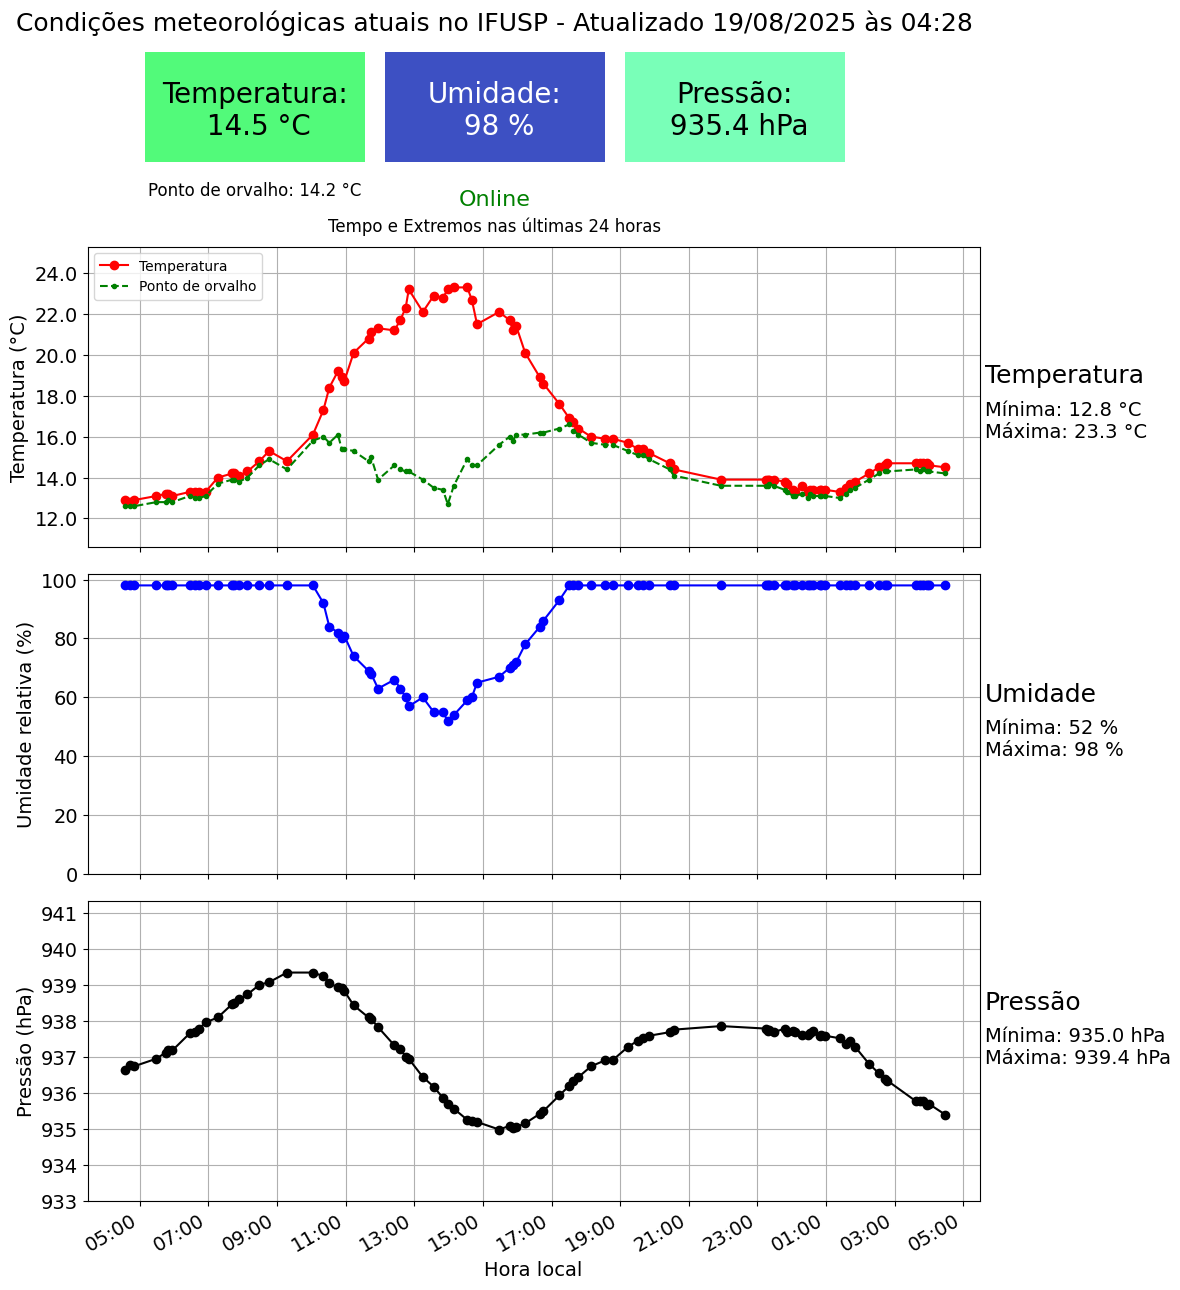 Condições meteorológicas atuais no IFUSP - Atualizado 19/08/2025 às 04:28
Temperatura:
14.5 °C
Umidade:
98 %
Pressão:
935.4 hPa
Ponto de orvalho: 14.2 °C
Online
Tempo e Extremos nas últimas 24 horas
Temperatura (°C)
24.0
22.0
20.0
18.0
16.0
14.0
12.0
Temperatura
Ponto de orvalho
Temperatura
Mínima: 12.8 °C
Máxima: 23.3 °C
Umidade relativa (%)
100
80
60
40
20
0
Umidade
Mínima: 52 %
Máxima: 98 %
Pressão (hPa)
941
940
939
938
937
936
935
934
933
Pressão
Mínima: 935.0 hPa
Máxima: 939.4 hPa
05:00 07:00 09:00 11:00 13:00 15:00 17:00 19:00 21:00 23:00 01:00 03:00 05:00
Hora local